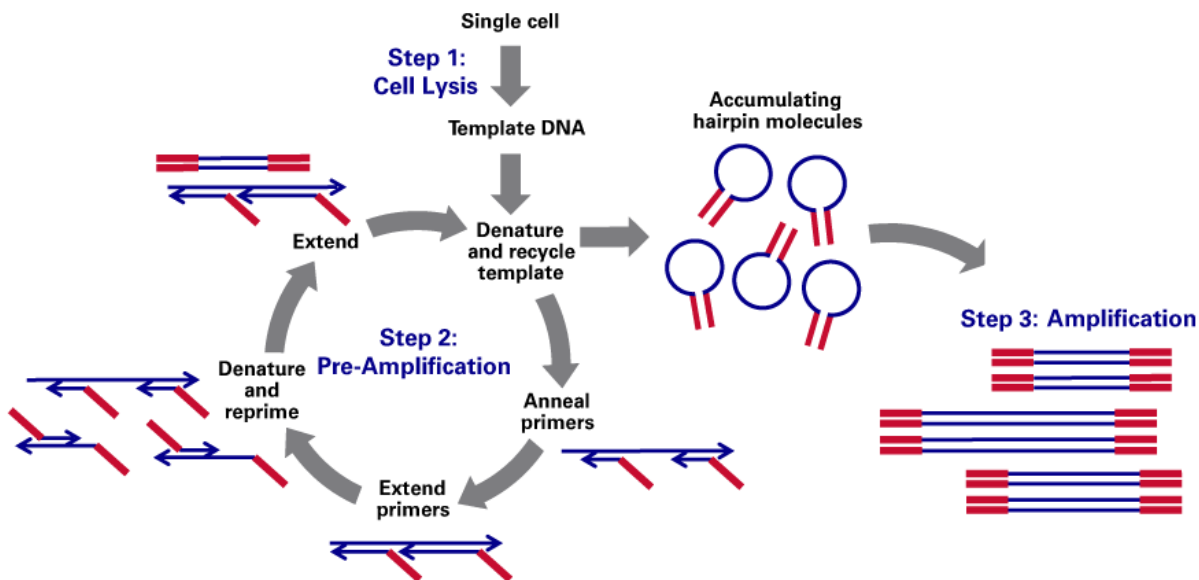 Single cell
Step 1:
Cell Lysis
Template DNA
Accumulating
hairpin molecules
Denature
and recycle
template
Extend
Step 2:
Pre-Amplification
Step 3: Amplification
Denature
and
reprime
Anneal
primers
Extend
primers